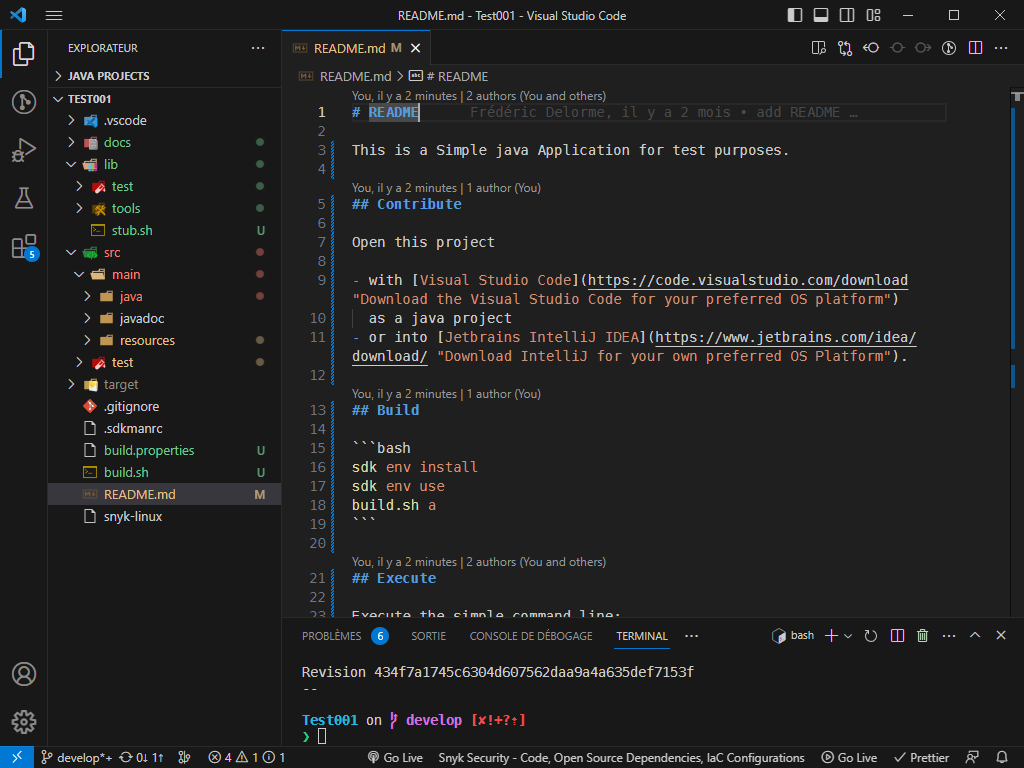 README.md - Test001 - Visual Studio Code
EXPLORATEUR
JAVA PROJECTS
TEST001
.vscode
docs
lib
test
tools
stub.sh U
src
main
java
javadoc
resources
test
target
.gitignore
.sdkmanrc
build.properties U
build.sh U
README.md M
snyk-linux
5
README.md M
README.md > # README
You, il y a 2 minutes | 2 authors (You and others)
1 # README Frédéric Delorme, il y a 2 mois • add README …
2
3 This is a Simple java Application for test purposes.
4
You, il y a 2 minutes | 1 author (You)
5 ## Contribute
6
7 Open this project
8
9 - with [Visual Studio Code](https://code.visualstudio.com/download
"Download the Visual Studio Code for your preferred OS platform")
10 as a java project
11 - or into [Jetbrains IntelliJ IDEA](https://www.jetbrains.com/idea/
download/ "Download IntelliJ for your own preferred OS Platform").
12
You, il y a 2 minutes | 1 author (You)
13 ## Build
14
15 ```bash
16 sdk env install
17 sdk env use
18 build.sh a
19 ```
20
You, il y a 2 minutes | 2 authors (You and others)
21 ## Execute
22
23 Execute the simple command line:
PROBLÈMES 6 SORTIE CONSOLE DE DÉBOGAGE TERMINAL bash
Revision 434f7a1745c6304d607562daa9a4a635def7153f
--
Test001 on develop [✘!+?⇡]
❯
develop*+ 0↓ 1↑ 4 1 1 Go Live Snyk Security - Code, Open Source Dependencies, IaC Configurations Go Live Prettier